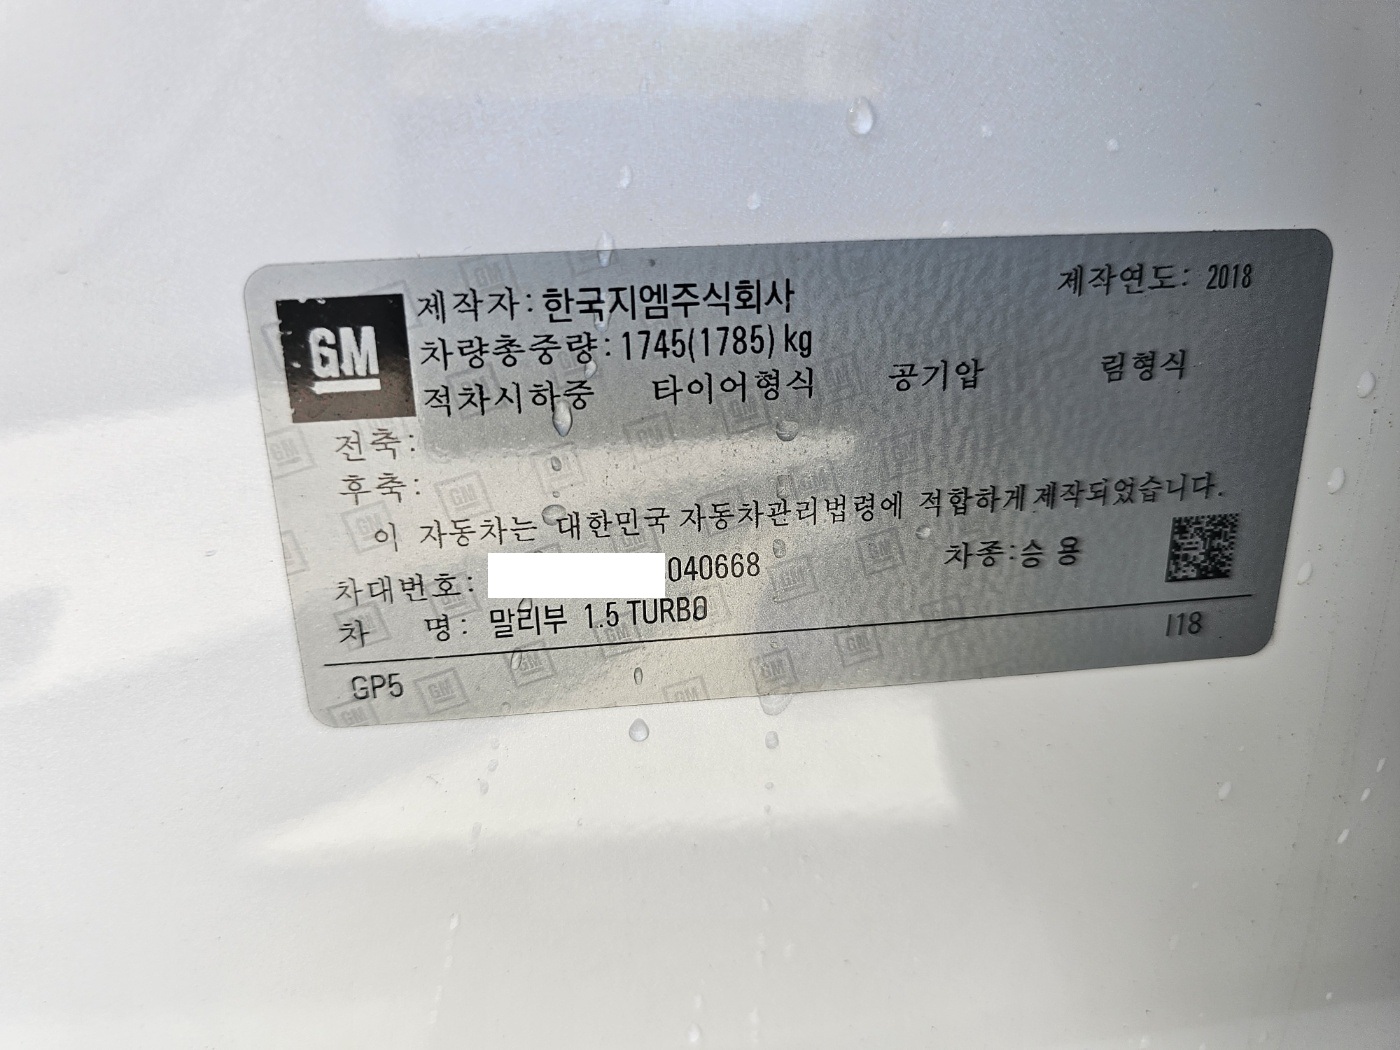 GM
제작자: 한국지엠주식회사 제작연도: 2018
차량총중량: 1745(1785) kg
적차시하중 타이어형식 공기압 림형식
전축:
후축:
이 자동차는 대한민국 자동차관리법령에 적합하게 제작되었습니다.
차대번호: 040668 차종:승용
차 명: 말리부 1.5 TURBO
GP5 I18